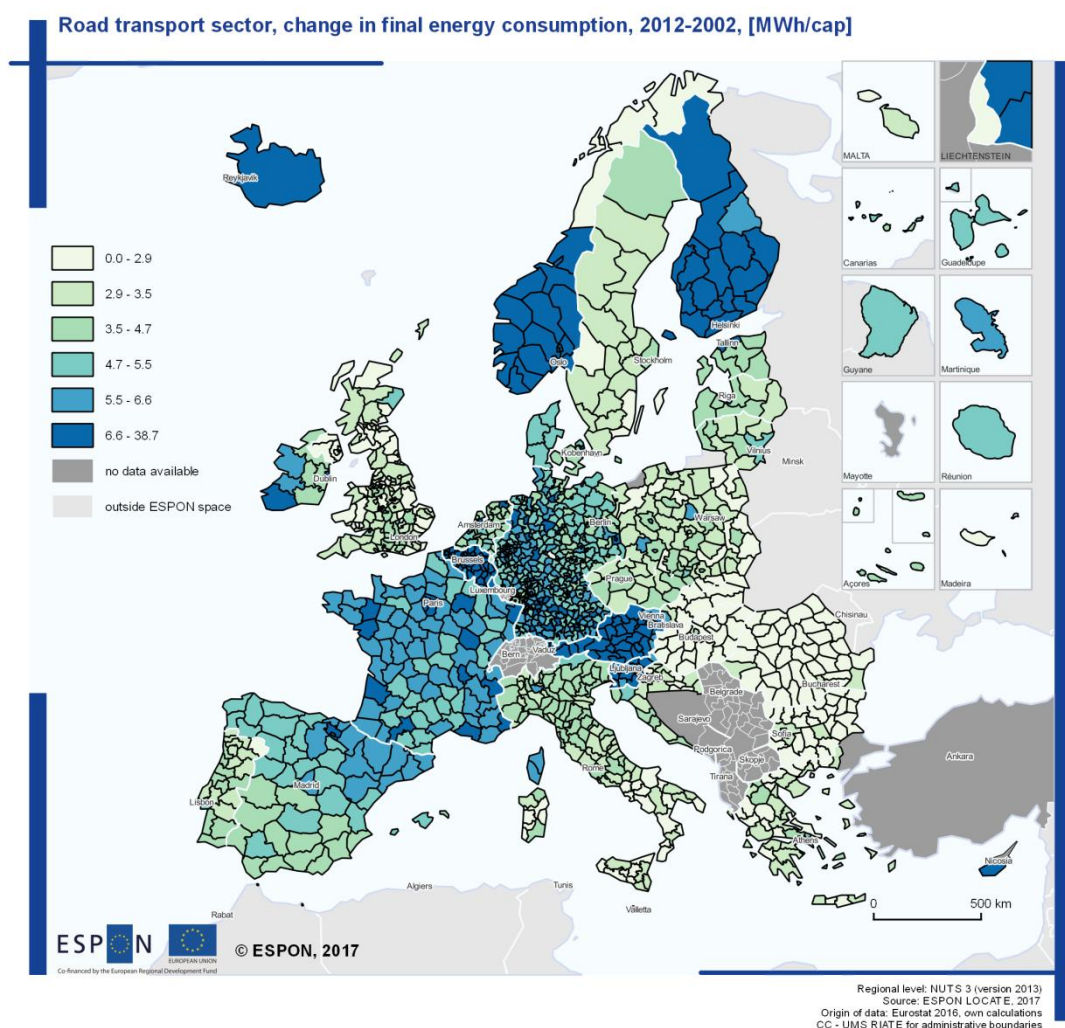 Road transport sector, change in final energy consumption, 2012-2002, [MWh/cap]
MALTA
LIECHTENSTEIN
Reykjavík
Canarias
Guadeloupe
0.0 - 2.9
2.9 - 3.5
3.5 - 4.7
4.7 - 5.5
5.5 - 6.6
6.6 - 38.7
no data available
outside ESPON space
Helsinki
Tallinn
Oslo
Stockholm
Guyane
Martinique
Riga
Mayotte
Réunion
København
Vilnius
Minsk
Dublin
Amsterdam
Berlin
Warsaw
London
Brussels
Açores
Madeira
Luxembourg
Prague
Paris
Vienna
Bratislava
Chisinau
Budapest
Bern
Vaduz
Ljubljana
Zagreb
Bucharest
Belgrade
Sarajevo
Sofia
Podgorica
Skopje
Ankara
Rome
Tirana
Madrid
Lisbon
Athens
Nicosia
Algiers
Tunis
Valletta
Rabat
0 500 km
ESPON
EUROPEAN UNION
Co-financed by the European Regional Development Fund
© ESPON, 2017
Regional level: NUTS 3 (version 2013)
Source: ESPON LOCATE, 2017
Origin of data: Eurostat 2016, own calculations
CC - UMS RIATE for administrative boundaries